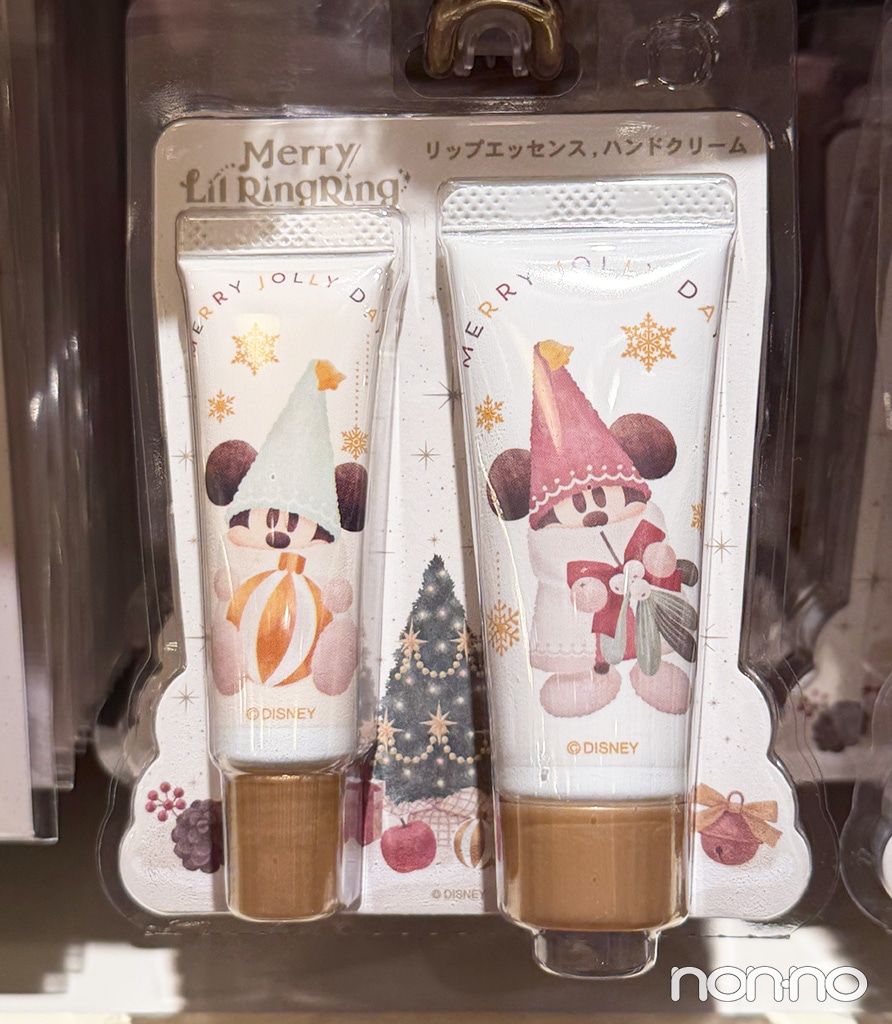 Merry
Lil RingRing
リップエッセンス,ハンドクリーム
MERRY JOLLY DA
MERRY JOLLY DA
©DISNEY
©DISNEY
©DISNEY
non-no